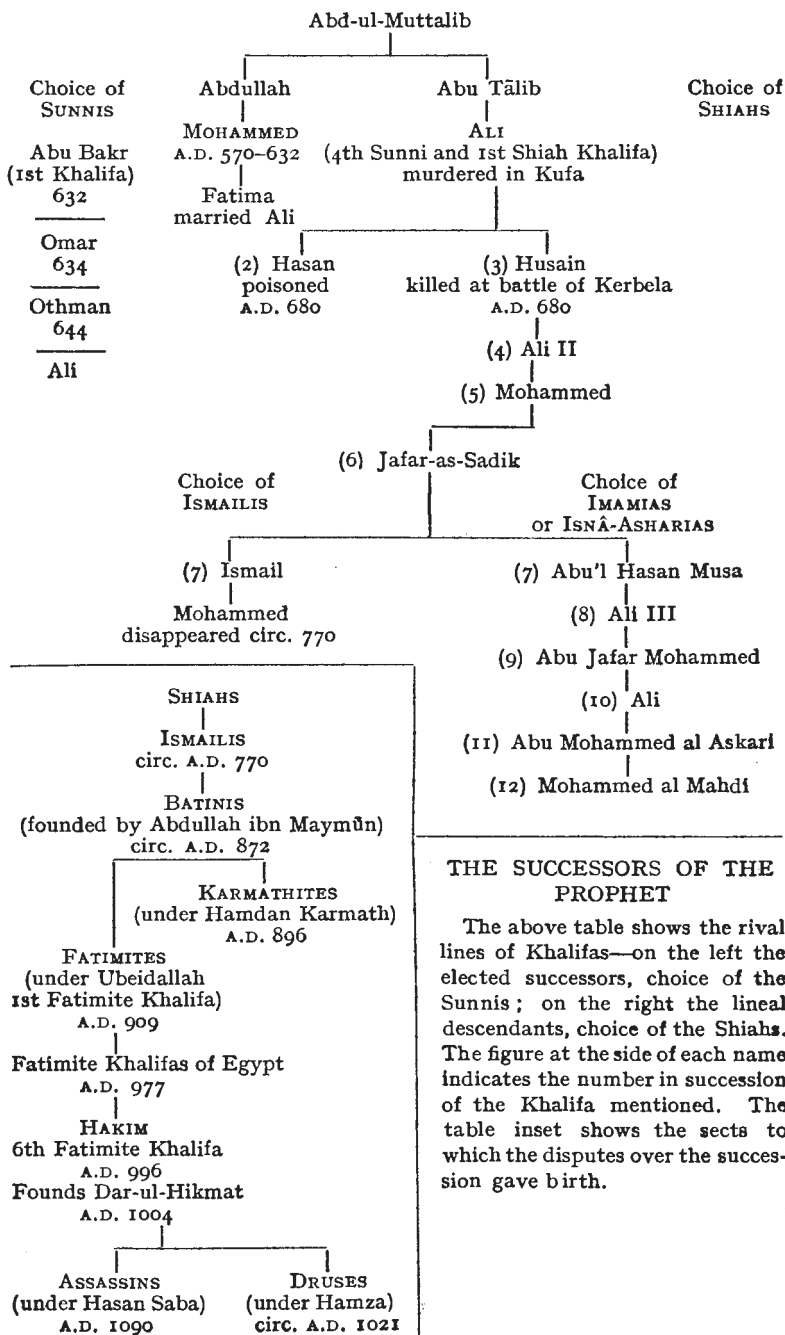 Abd-ul-Muttalib
Choice of
SUNNIS
Abu Bakr
(1st Khalifa)
632
Omar
634
Othman
644
Ali
Abdullah
MOHAMMED
A.D. 570–632
Fatima
married Ali
Abu Tālib
ALI
(4th Sunni and 1st Shiah Khalifa)
murdered in Kufa
Choice of
SHIAHS
(2) Hasan
poisoned
A.D. 680
(3) Husain
killed at battle of Kerbela
A.D. 680
(4) Ali II
(5) Mohammed
(6) Jafar-as-Sadik
Choice of
ISMAILIS
Choice of
IMAMIAS
or ISNÂ-ASHARIAS
(7) Ismail
Mohammed
disappeared circ. 770
(7) Abu'l Hasan Musa
(8) Ali III
(9) Abu Jafar Mohammed
(10) Ali
(11) Abu Mohammed al Askari
(12) Mohammed al Mahdi
SHIAHS
ISMAILIS
circ. A.D. 770
BATINIS
(founded by Abdullah ibn Maymūn)
circ. A.D. 872
KARMATHITES
(under Hamdan Karmath)
A.D. 896
FATIMITES
(under Ubeidallah
1st Fatimite Khalifa)
A.D. 909
Fatimite Khalifas of Egypt
A.D. 977
HAKIM
6th Fatimite Khalifa
A.D. 996
Founds Dar-ul-Hikmat
A.D. 1004
ASSASSINS
(under Hasan Saba)
A.D. 1090
DRUSES
(under Hamza)
circ. A.D. 1021
THE SUCCESSORS OF THE
PROPHET
The above table shows the rival
lines of Khalifas—on the left the
elected successors, choice of the
Sunnis; on the right the lineal
descendants, choice of the Shiahs.
The figure at the side of each name
indicates the number in succession
of the Khalifa mentioned. The
table inset shows the sects to
which the disputes over the succes-
sion gave birth.